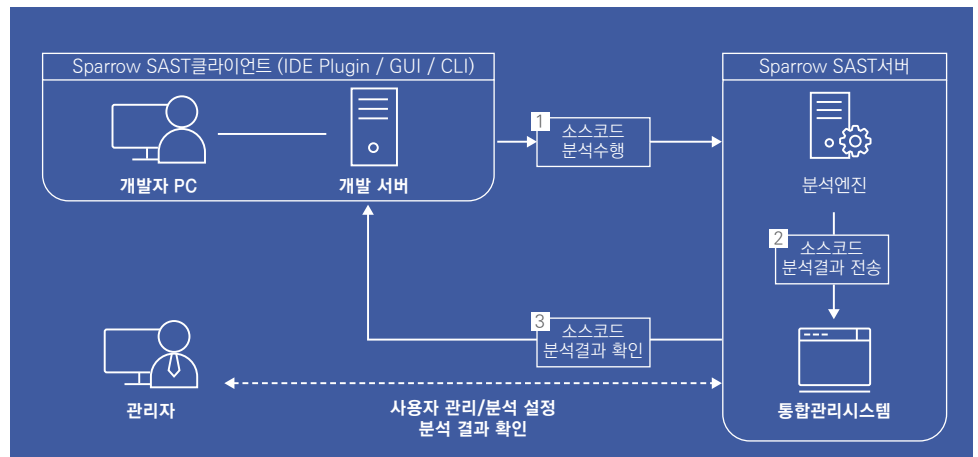 Sparrow SAST클라이언트 (IDE Plugin / GUI / CLI)
개발자 PC
개발 서버
1
소스코드
분석수행
Sparrow SAST서버
분석엔진
2
소스코드
분석결과 전송
3
소스코드
분석결과 확인
관리자
사용자 관리/분석 설정
분석 결과 확인
통합관리시스템